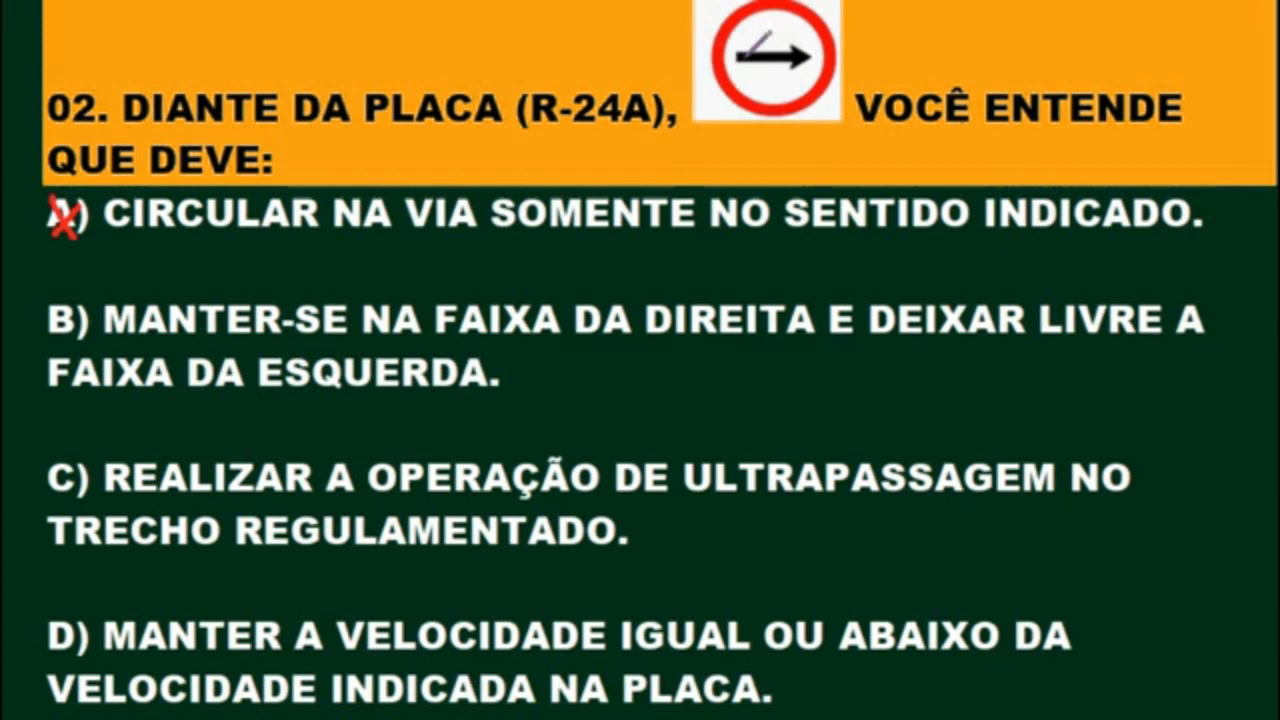 02. DIANTE DA PLACA (R-24A), VOCÊ ENTENDE
QUE DEVE:
A) CIRCULAR NA VIA SOMENTE NO SENTIDO INDICADO.
B) MANTER-SE NA FAIXA DA DIREITA E DEIXAR LIVRE A
FAIXA DA ESQUERDA.
C) REALIZAR A OPERAÇÃO DE ULTRAPASSAGEM NO
TRECHO REGULAMENTADO.
D) MANTER A VELOCIDADE IGUAL OU ABAIXO DA
VELOCIDADE INDICADA NA PLACA.